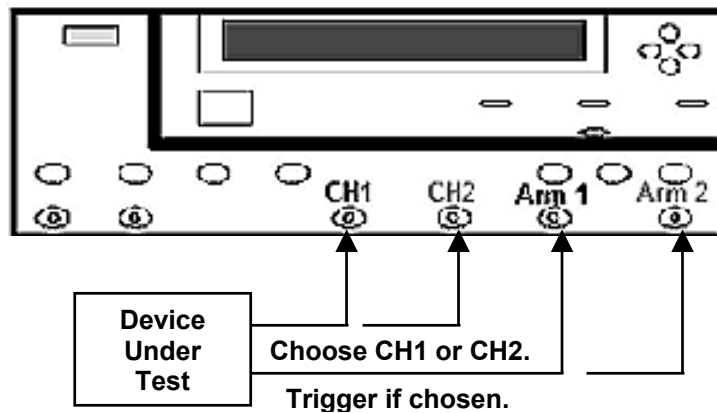 CH1 CH2 Arm 1 Arm 2
Device
Under
Test
Choose CH1 or CH2.
Trigger if chosen.